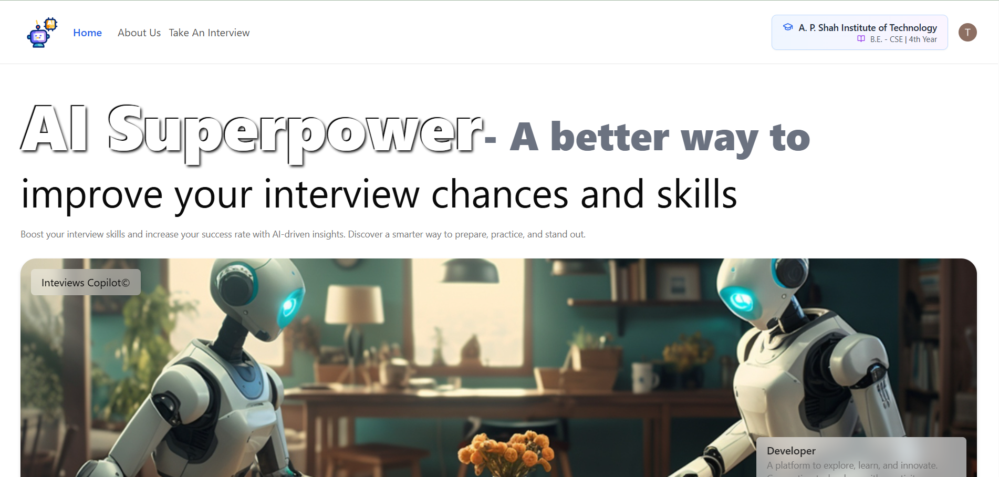 AI
Home About Us Take An Interview
A. P. Shah Institute of Technology
B.E. - CSE | 4th Year
T
AI Superpower - A better way to
improve your interview chances and skills
Boost your interview skills and increase your success rate with AI-driven insights. Discover a smarter way to prepare, practice, and stand out.
Inteviews Copilot©
Developer
A platform to explore, learn, and innovate.